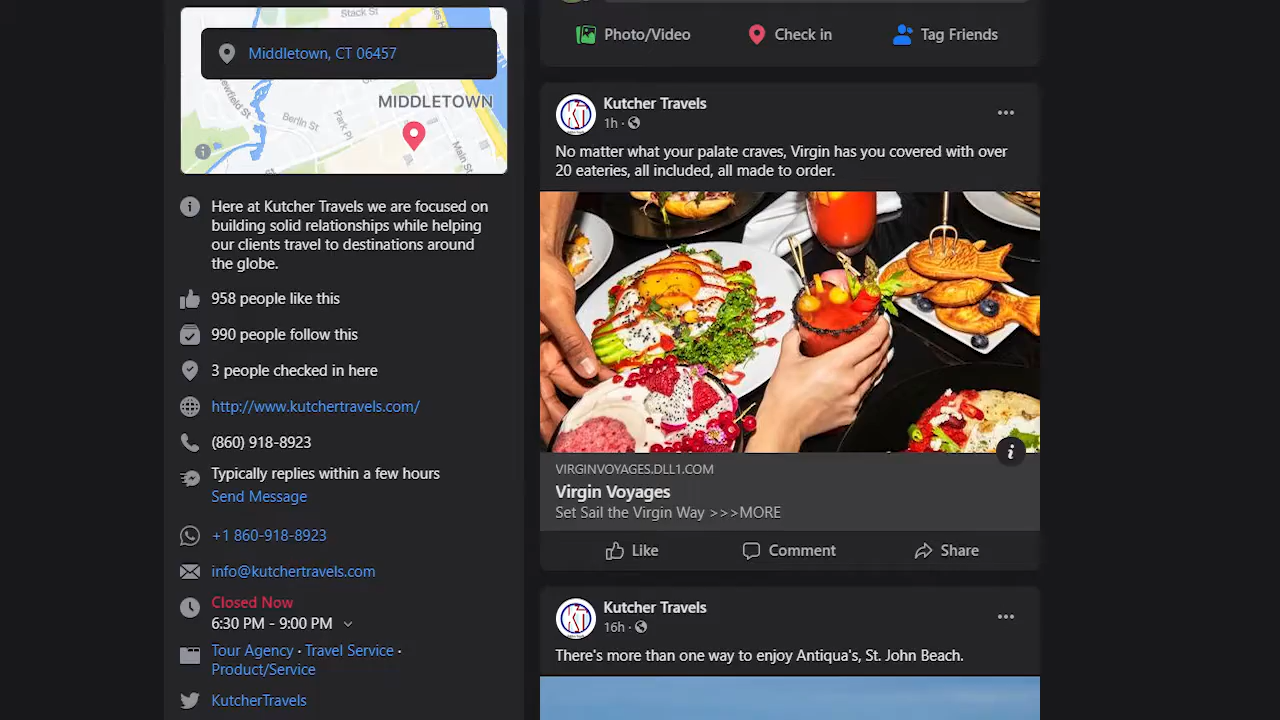 Stack St
Middletown, CT 06457
MIDDLETOWN
Berlin St
Park Pl
Main St
Here at Kutcher Travels we are focused on
building solid relationships while helping
our clients travel to destinations around
the globe.
958 people like this
990 people follow this
3 people checked in here
http://www.kutchertravels.com/
(860) 918-8923
Typically replies within a few hours
Send Message
+1 860-918-8923
info@kutchertravels.com
Closed Now
6:30 PM - 9:00 PM
Tour Agency · Travel Service ·
Product/Service
KutcherTravels
Photo/Video
Check in
Tag Friends
Kutcher Travels
1h ·
No matter what your palate craves, Virgin has you covered with over
20 eateries, all included, all made to order.
VIRGINVOYAGES.DLL1.COM
Virgin Voyages
Set Sail the Virgin Way >>>MORE
Like
Comment
Share
Kutcher Travels
16h ·
There's more than one way to enjoy Antiqua's, St. John Beach.